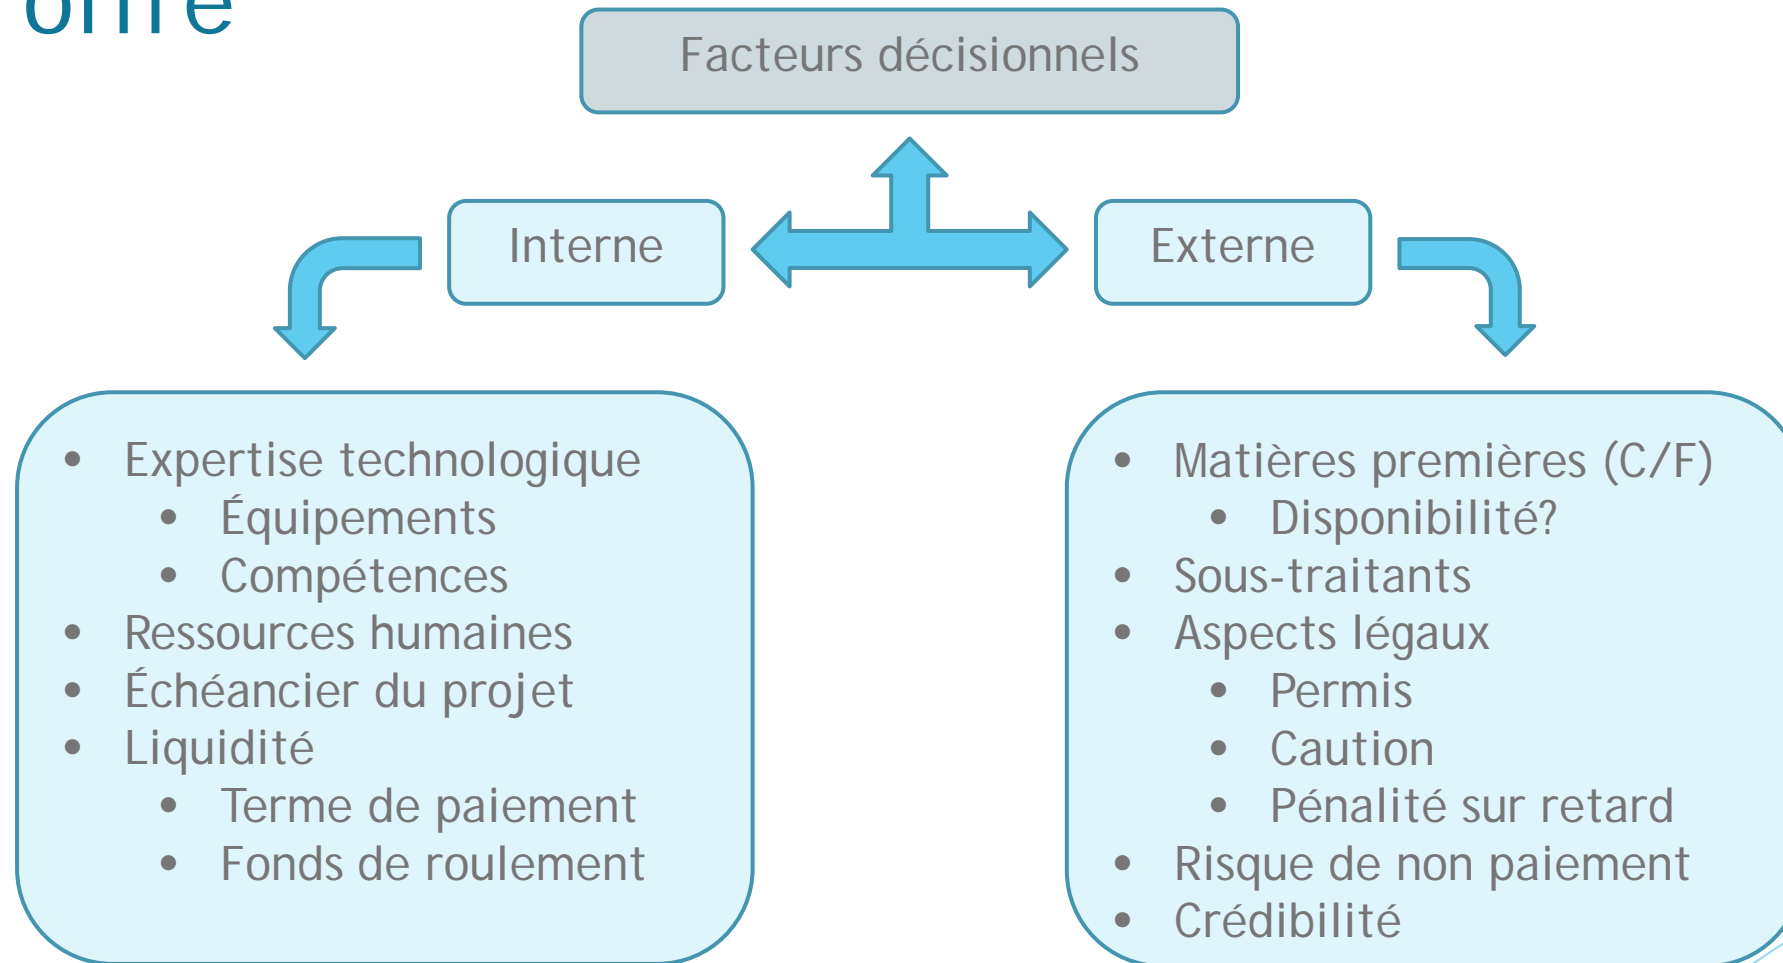 Facteurs décisionnels
Interne
Externe
• Expertise technologique
• Équipements
• Compétences
• Ressources humaines
• Échéancier du projet
• Liquidité
• Terme de paiement
• Fonds de roulement
• Matières premières (C/F)
• Disponibilité?
• Sous-traitants
• Aspects légaux
• Permis
• Caution
• Pénalité sur retard
• Risque de non paiement
• Crédibilité